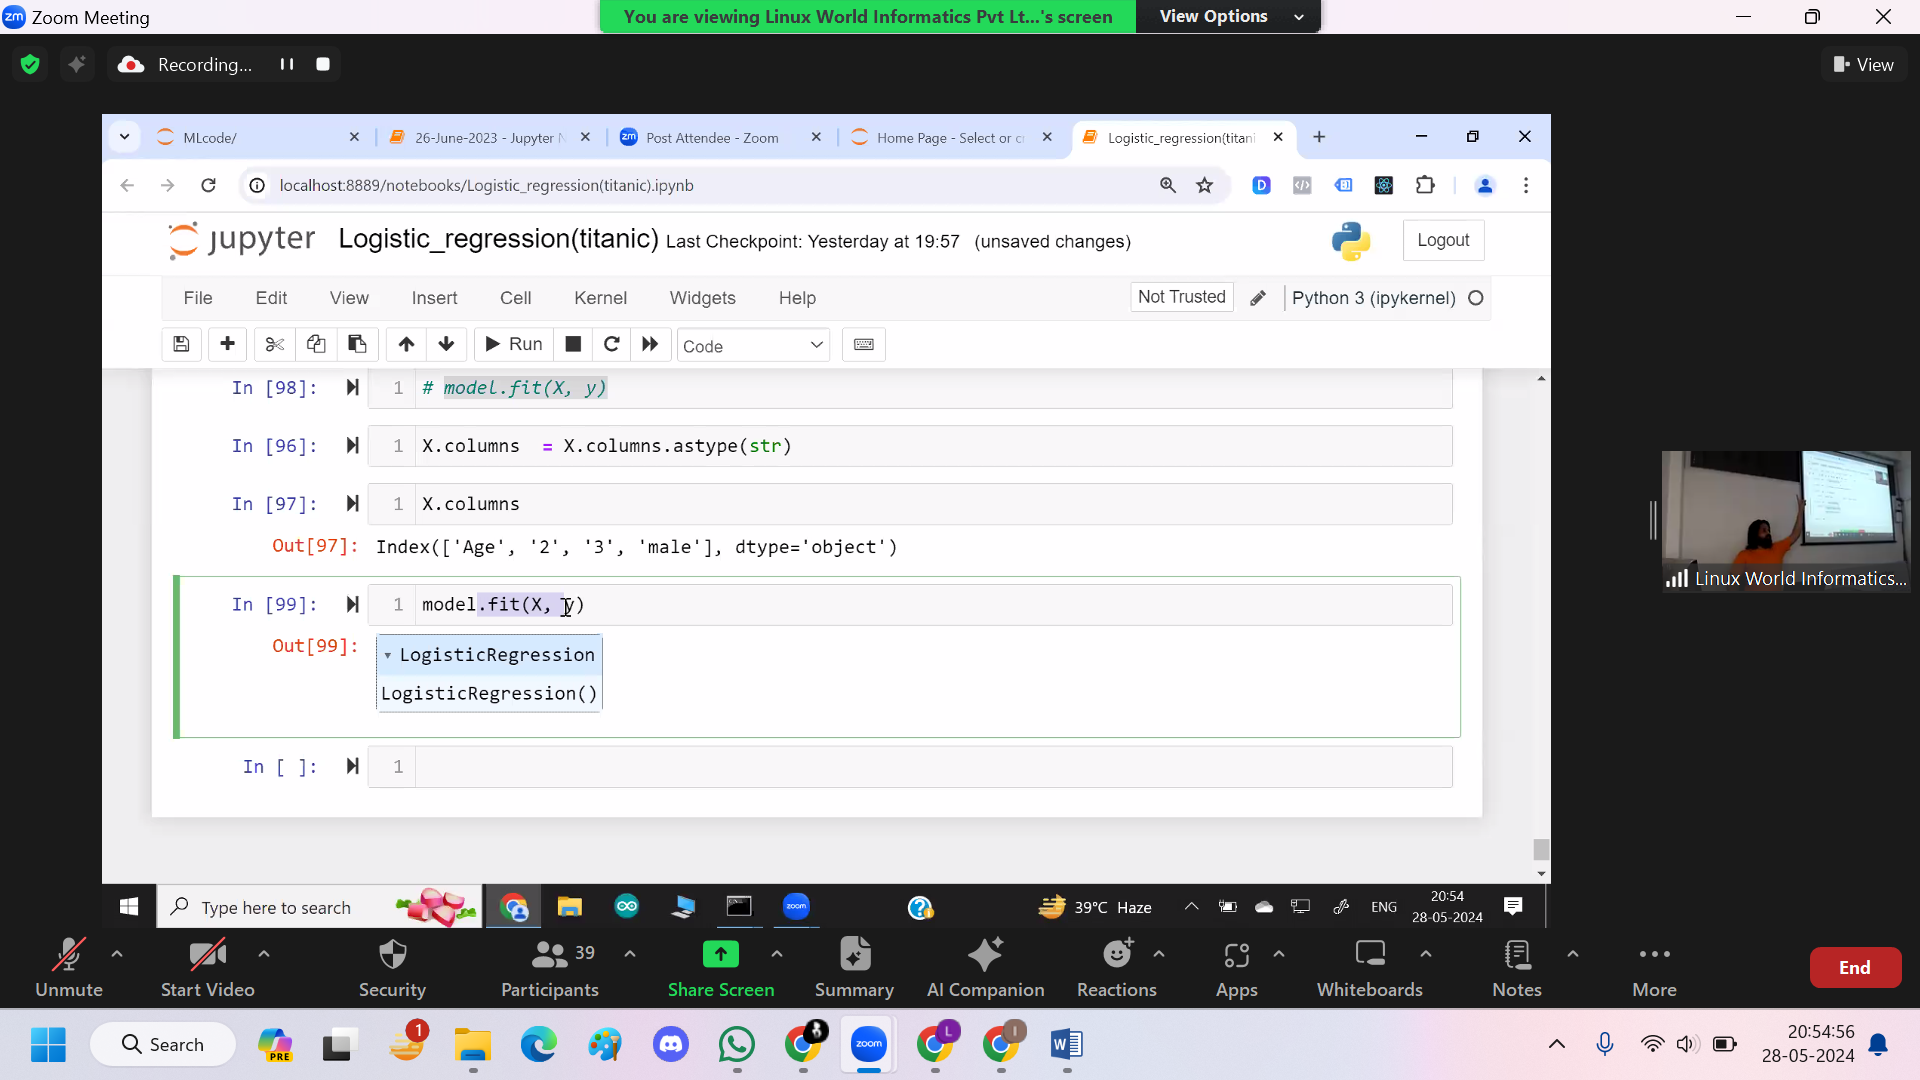 zm Zoom Meeting
You are viewing Linux World Informatics Pvt Lt...'s screen
View Options
Recording...
View
MLcode/
26-June-2023 - Jupyter N
zm Post Attendee - Zoom
Home Page - Select or cr
Logistic_regression(titani
localhost:8889/notebooks/Logistic_regression(titanic).ipynb
jupyter Logistic_regression(titanic) Last Checkpoint: Yesterday at 19:57 (unsaved changes)
Logout
File Edit View Insert Cell Kernel Widgets Help
Not Trusted
Python 3 (ipykernel)
Run
Code
In [98]: 1 # model.fit(X, y)
In [96]: 1 X.columns = X.columns.astype(str)
In [97]: 1 X.columns
Out[97]: Index(['Age', '2', '3', 'male'], dtype='object')
In [99]: 1 model.fit(X, y)
Out[99]: LogisticRegression
LogisticRegression()
In [ ]: 1
Linux World Informatics...
Type here to search
zoom
39°C Haze
ENG
20:54
28-05-2024
Unmute
Start Video
Security
39
Participants
Share Screen
Summary
AI Companion
Reactions
Apps
Whiteboards
Notes
More
End
Search
PRE
1
zoom
L
I
W
20:54:56
28-05-2024